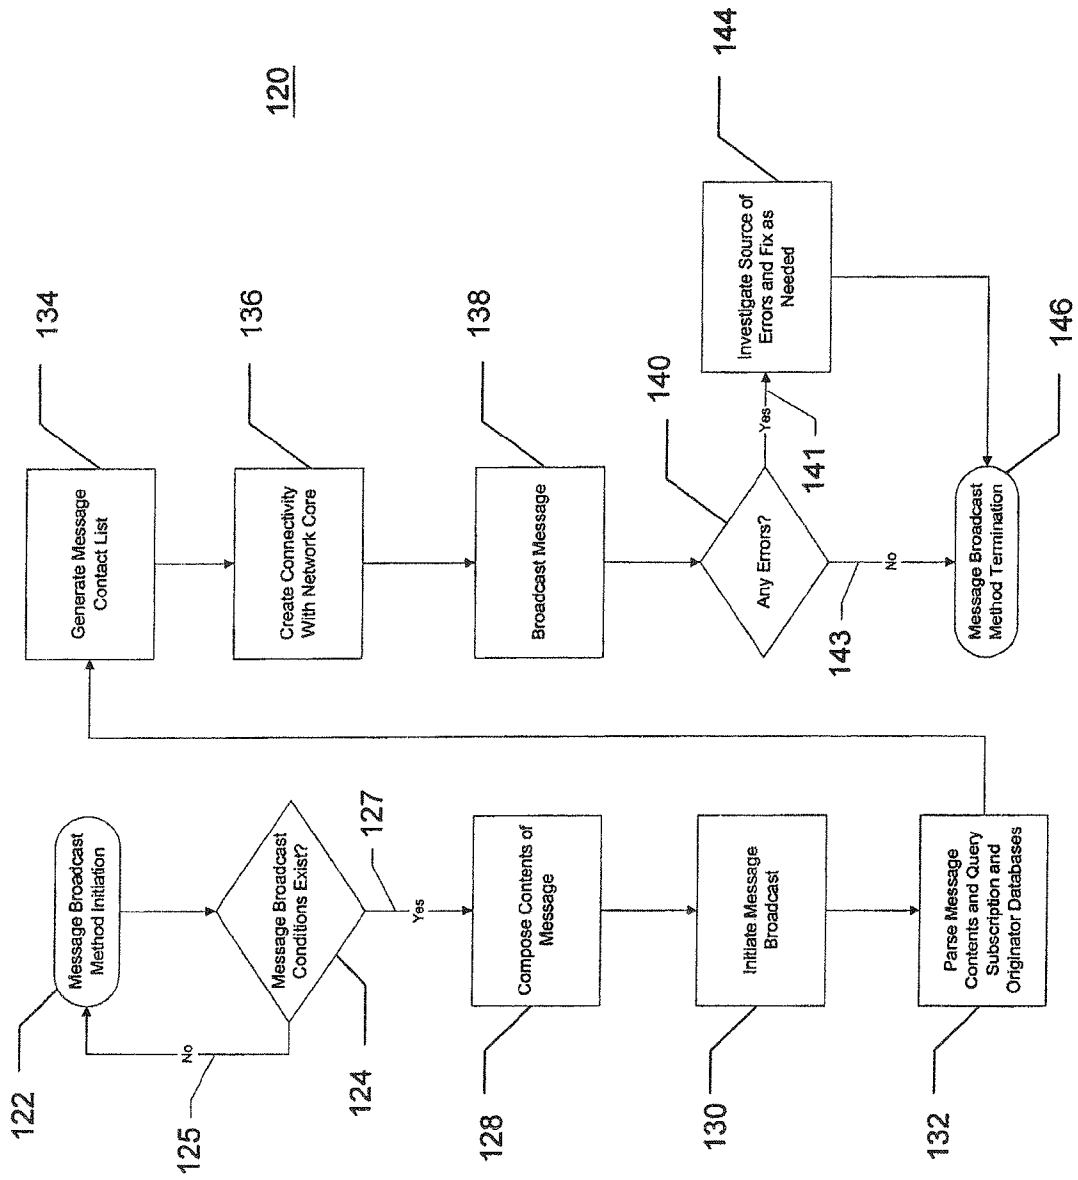 120
122
Message Broadcast
Method Initiation
No
125
Message Broadcast
Conditions Exist?
124
127
Yes
Compose Contents of
Message
128
Initiate Message
Broadcast
130
Parse Message
Contents and Query
Subscription and
Originator Databases
132
134
Generate Message
Contact List
136
Create Connectivity
With Network Core
138
Broadcast Message
140
Any Errors?
Yes
141
144
Investigate Source of
Errors and Fix as
Needed
No
143
146
Message Broadcast
Method Termination